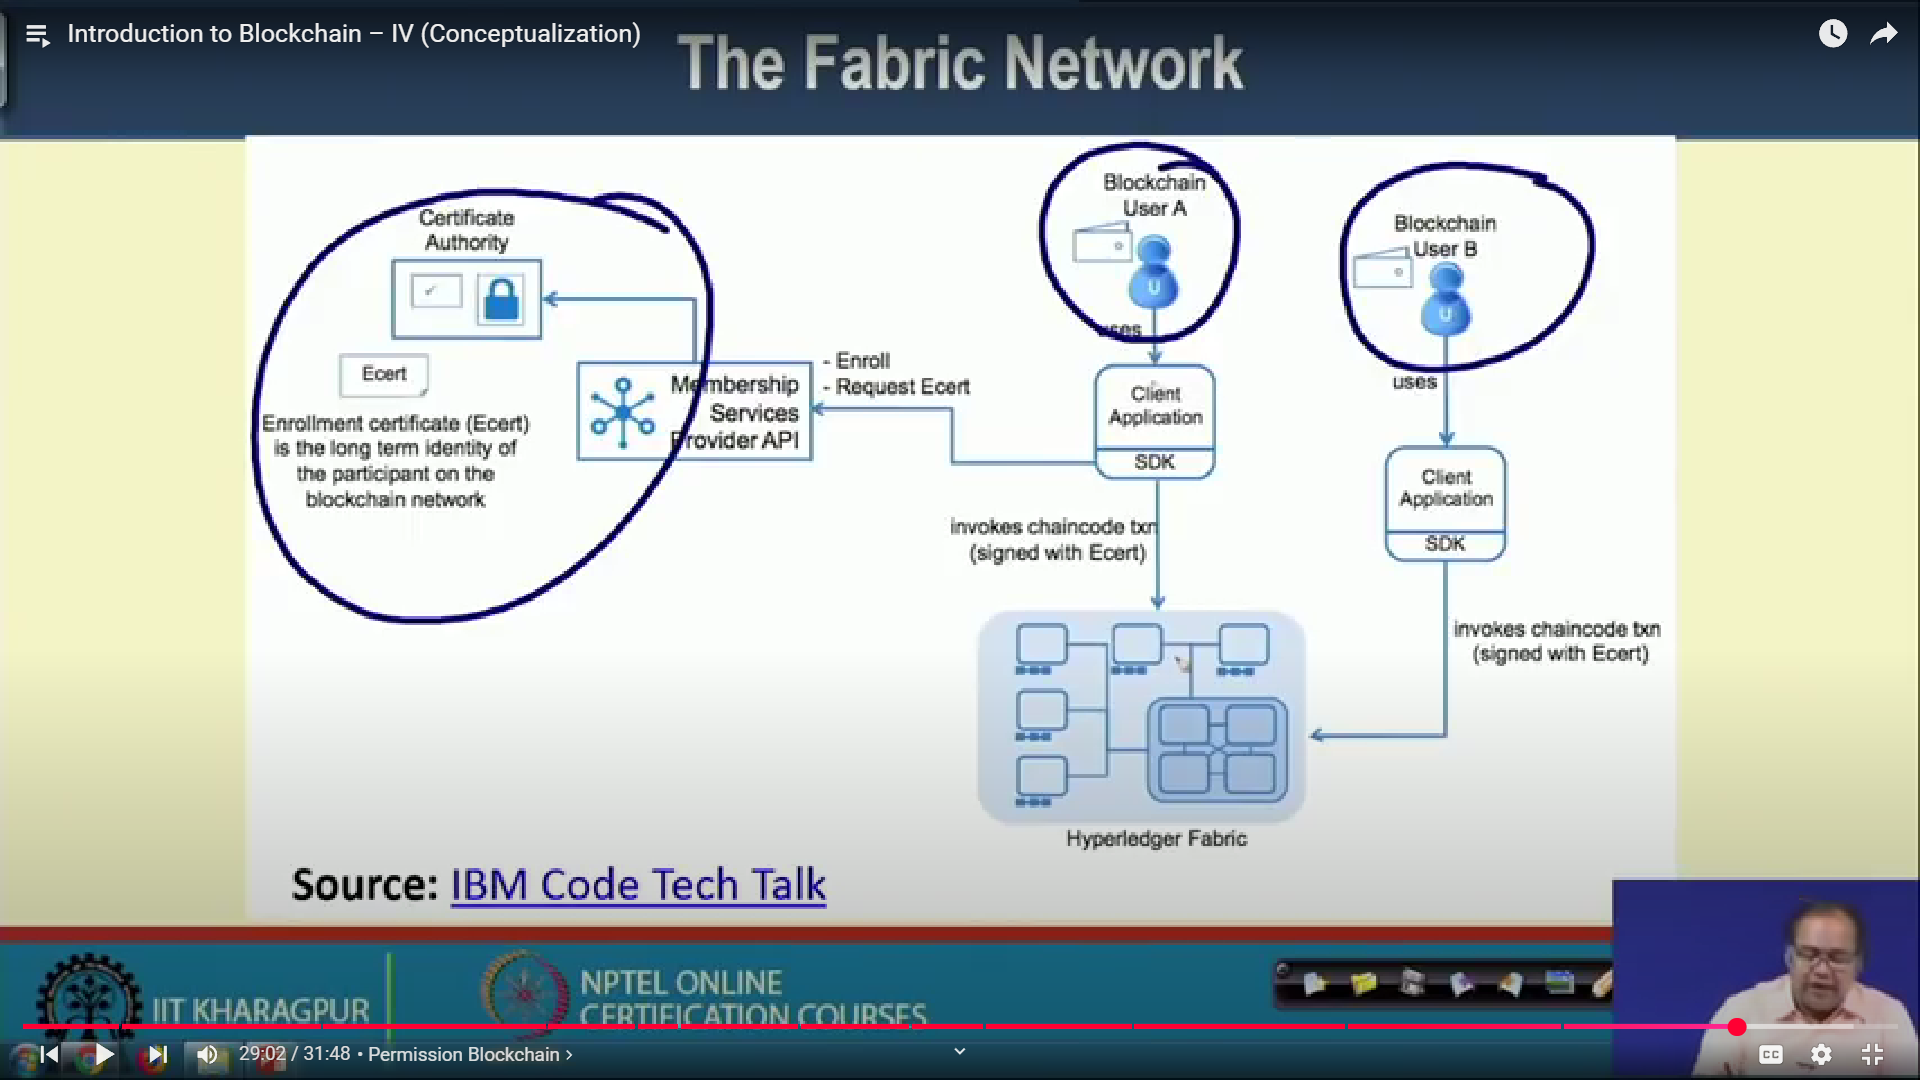 Introduction to Blockchain – IV (Conceptualization)
The Fabric Network
Certificate
Authority
Ecert
Enrollment certificate (Ecert)
is the long term identity of
the participant on the
blockchain network
Membership
Services
Provider API
- Enroll
- Request Ecert
Blockchain
User A
U
uses
Client
Application
SDK
invokes chaincode txn
(signed with Ecert)
Blockchain
User B
U
uses
Client
Application
SDK
invokes chaincode txn
(signed with Ecert)
Hyperledger Fabric
Source: IBM Code Tech Talk
IIT KHARAGPUR
NPTEL ONLINE
CERTIFICATION COURSES
29:02 / 31:48 • Permission Blockchain ›
CC